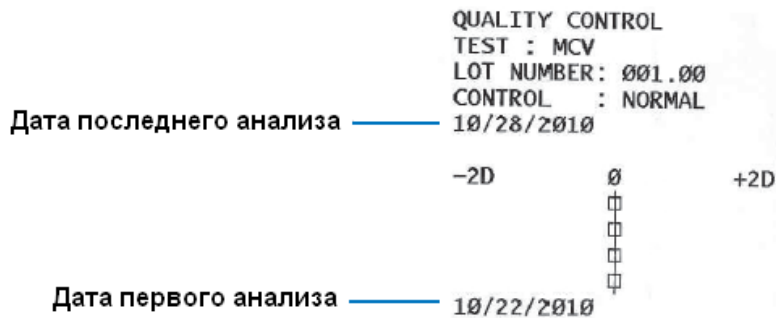 QUALITY CONTROL
TEST : MCV
LOT NUMBER: 001.00
CONTROL : NORMAL
Дата последнего анализа 10/28/2010
-2D 0 +2D
Дата первого анализа 10/22/2010